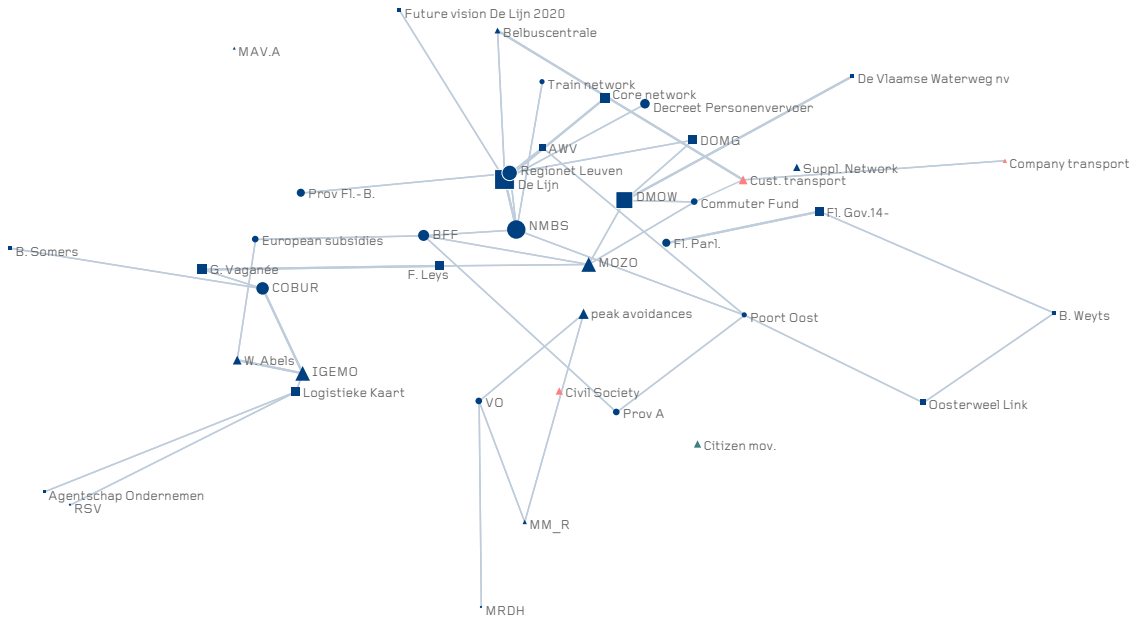 Future vision De Lijn 2020
Belbuscentrale
MAV.A
De Vlaamse Waterweg nv
Train network
Core network
Decreet Personenvervoer
DOMG
AWV
Company transport
Suppl. Network
Regionet Leuven
Cust. transport
De Lijn
Prov Fl.-B.
DMOW
Commuter Fund
Fl. Gov.14-
NMBS
BFF
European subsidies
Fl. Parl.
B. Somers
MOZO
G. Vaganée
F. Leys
COBUR
peak avoidances
B. Weyts
Poort Oost
W. Abels
IGEMO
Logistieke Kaart
Civil Society
VO
Oosterweel Link
Prov A
Citizen mov.
Agentschap Ondernemen
RSV
MM_R
MRDH